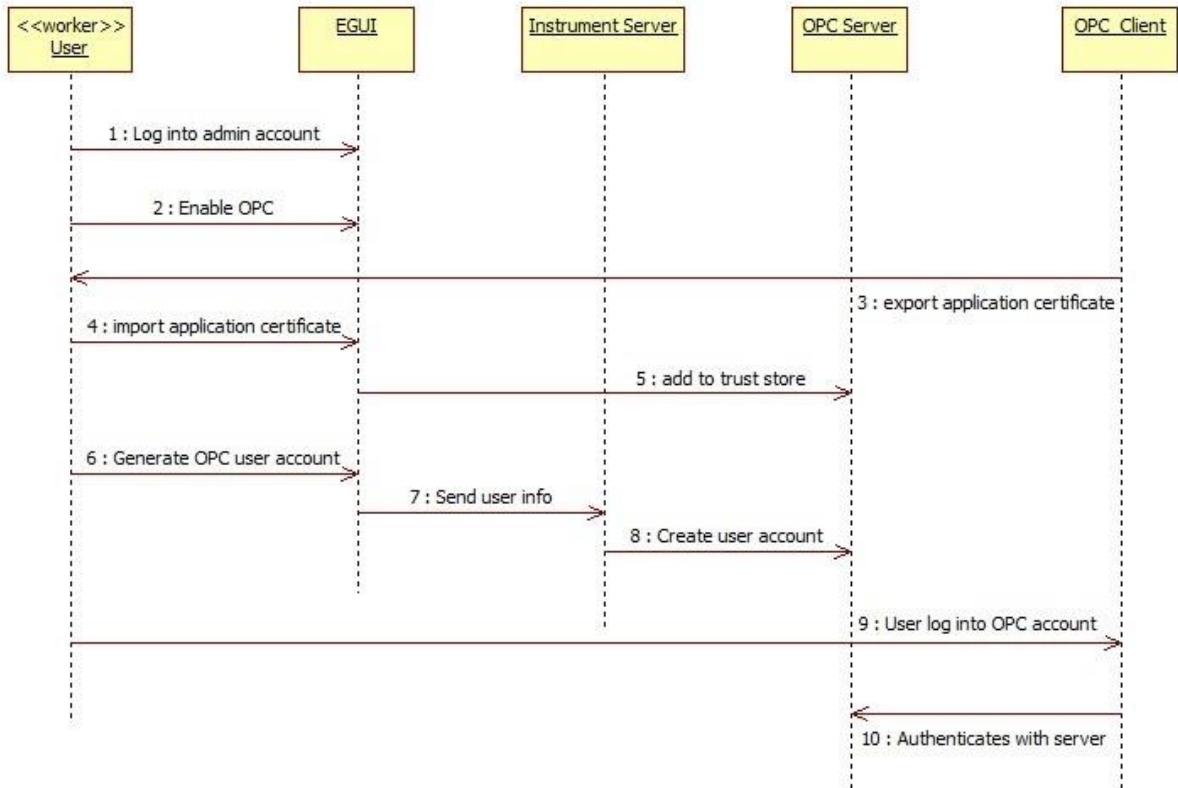 <<worker>>
User
EGUI
Instrument Server
OPC Server
OPC Client
1 : Log into admin account
2 : Enable OPC
3 : export application certificate
4 : import application certificate
5 : add to trust store
6 : Generate OPC user account
7 : Send user info
8 : Create user account
9 : User log into OPC account
10 : Authenticates with server